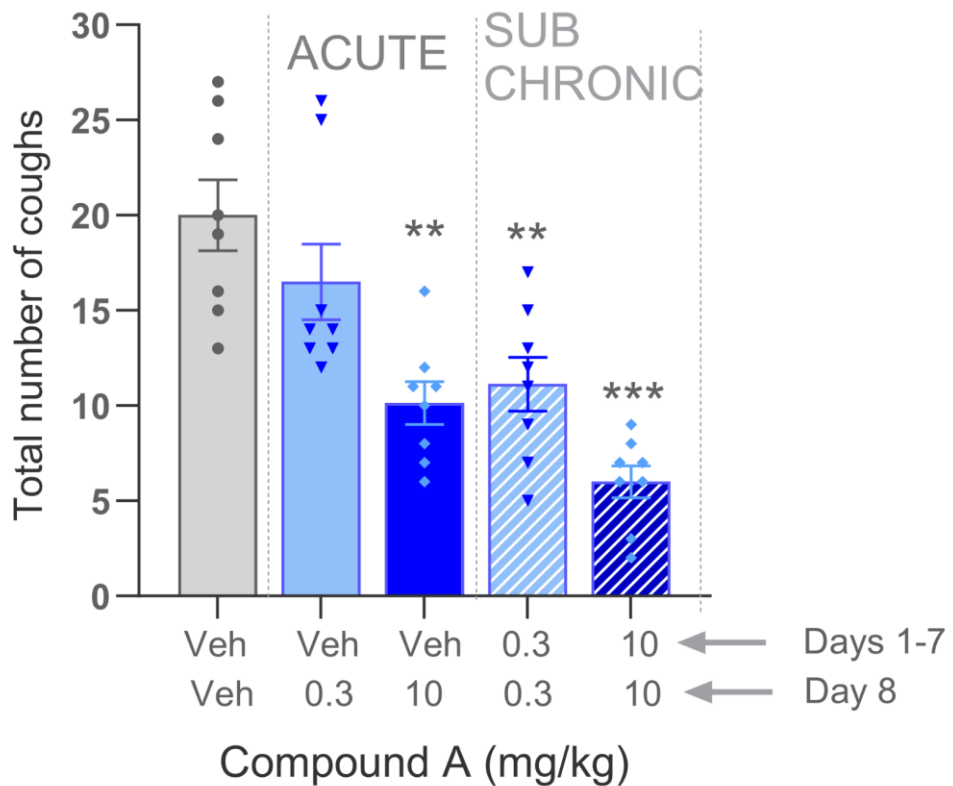 30
ACUTE
SUB
CHRONIC
25
20
15
10
5
0
Total number of coughs
**
**
***
Veh Veh Veh 0.3 10 Days 1-7
Veh 0.3 10 0.3 10 Day 8
Compound A (mg/kg)